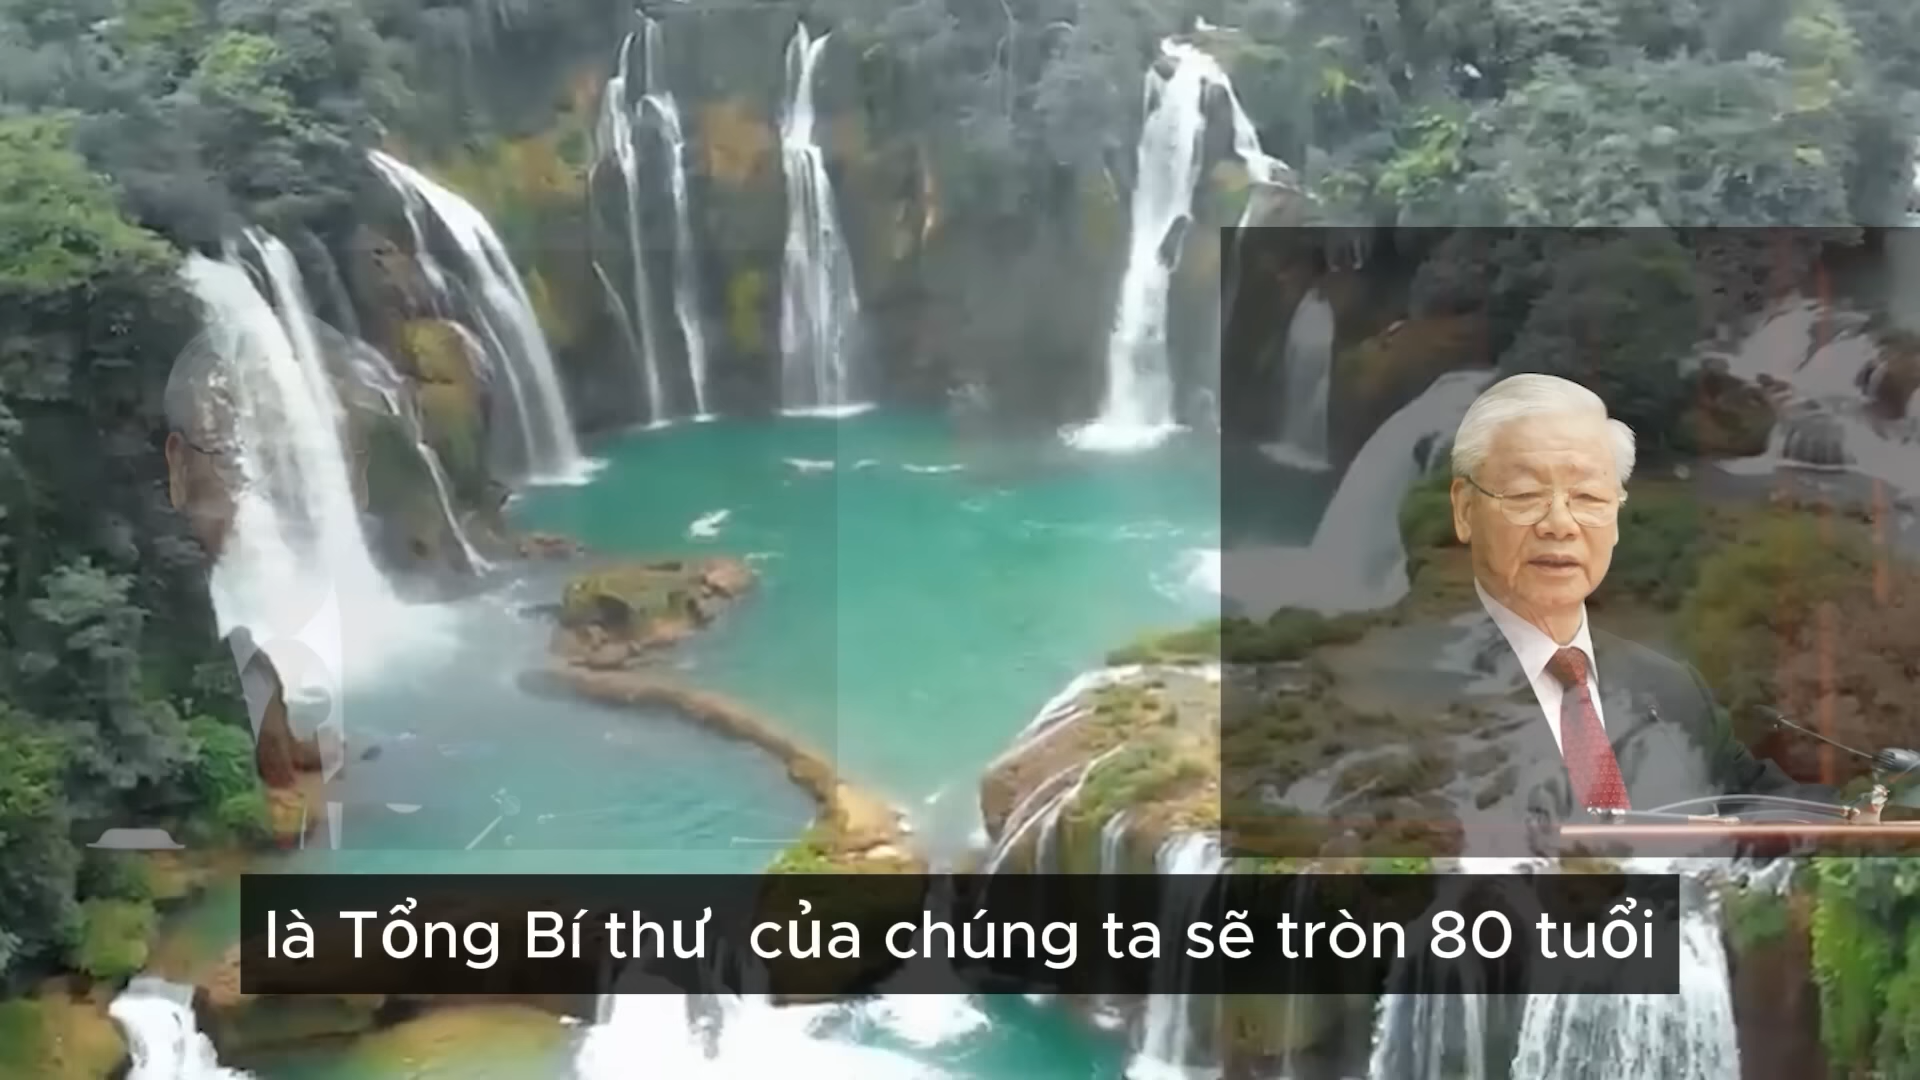 là Tổng Bí thư  của chúng ta sẽ tròn 80 tuổi